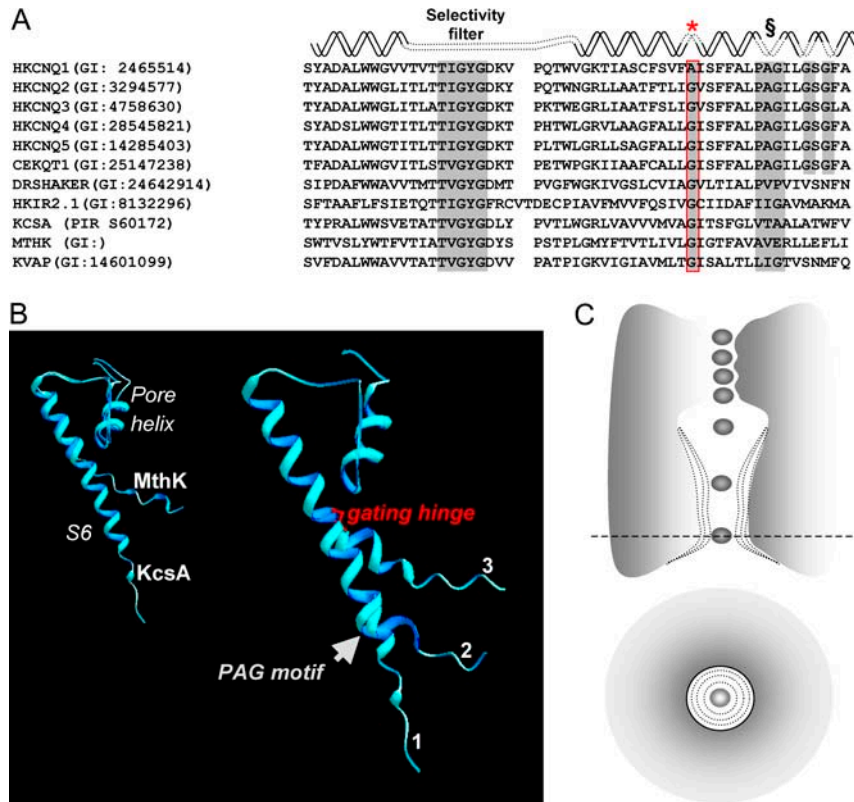 A
Selectivity filter
* §
HKCNQ1(GI: 2465514) SYADALWWGVVTVTTIGYGDKV PQTWVGKTIASCFSVFAISFFALPAGILGSGFA
HKCNQ2(GI:3294577) TYADALWWGLITLTTIGYGDKY PQTWNGRLLAATFTLIGVSFFALPAGILGSGFA
HKCNQ3(GI:4758630) TYADALWWGLITLATIGYGDKT PKTWEGRLIAATFSLIGVSFFALPAGILGSGLA
HKCNQ4(GI:28545821) TYADSLWWGTITLTTIGYGDKT PHTWLGRVLAAGFALLGISFFALPAGILGSGFA
HKCNQ5(GI:14285403) TYADALWWGTITLTTIGYGDKT PLTWLGRLLSAGFALLGISFFALPAGILGSGFA
CEKQT1(GI:25147238) TFADALWWGVITLSTVGYGDKT PETWPGKIIAAFCALLGISFFALPAGILGSGFA
DRSHAKER(GI:24642914) SIPDAFWWAVVTMTTVGYGDMT PVGFWGKIVGSLCVIAGVLTIALPVPVIVSNFN
HKIR2.1(GI:8132296) SFTAAFLFSIETQTTIGYGFRCVTDECPIAVFMVVFQSIVGCIIDAFIIGAVMAKMA
KCSA (PIR S60172) TYPRALWWSVETATTVGYGDLY PVTLWGRLVAVVVMVAGITSFGLVTAALATWFV
MTHK (GI:) SWTVSLYWTFVTIATVGYGDYS PSTPLGMYFTVTLIVLGIGTFAVAVERLLEFLI
KVAP(GI:14601099) SVFDALWWAVVTATTVGYGDVV PATPIGKVIGIAVMLTGISALTLLIGTVSNMFQ
B
Pore helix
MthK
S6
KcsA
gating hinge
3
2
PAG motif
1
C